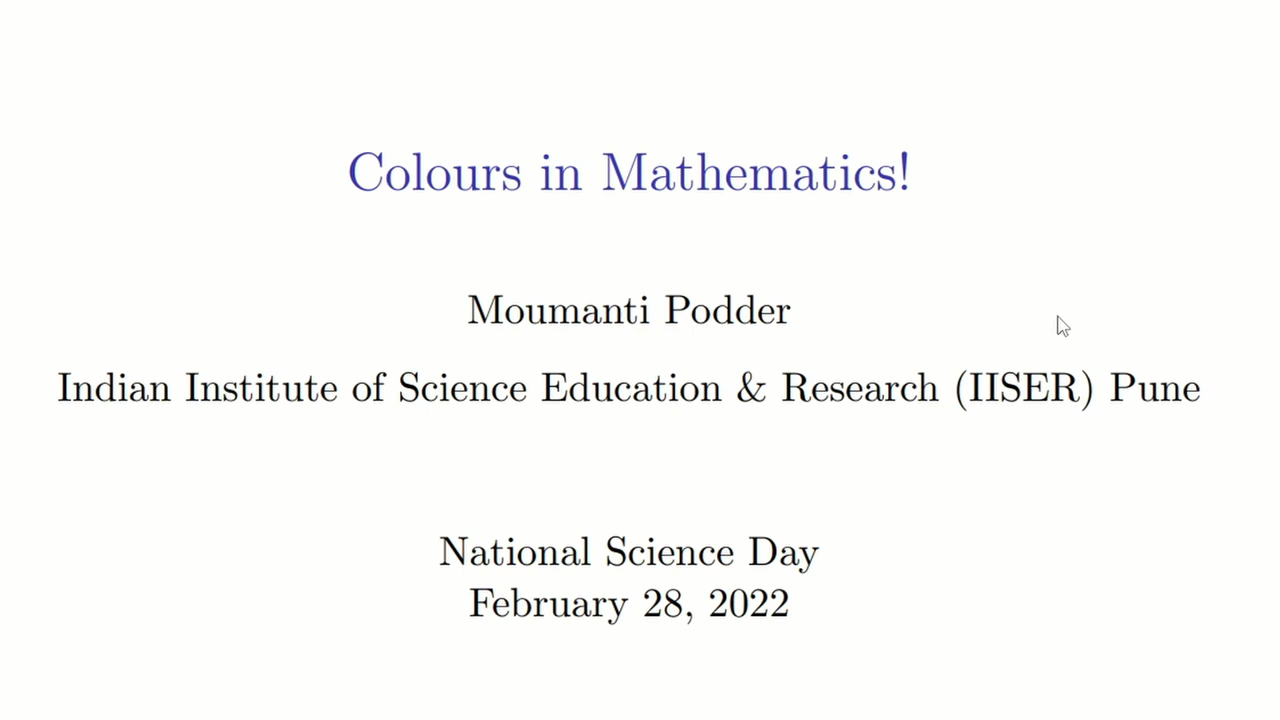 Colours in Mathematics!
Moumanti Podder
Indian Institute of Science Education & Research (IISER) Pune
National Science Day
February 28, 2022